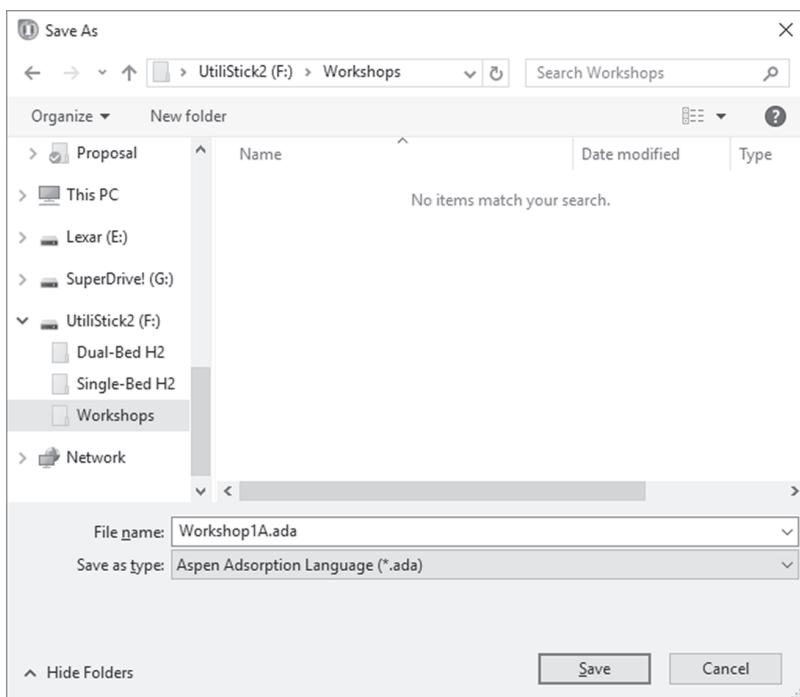 Save As
UtiliStick2 (F:) Workshops
Search Workshops
Organize
New folder
?
Name
Date modified
Type
No items match your search.
Proposal
This PC
Lexar (E:)
SuperDrive! (G:)
UtiliStick2 (F:)
Dual-Bed H2
Single-Bed H2
Workshops
Network
File name: Workshop1A.ada
Save as type: Aspen Adsorption Language (*.ada)
Hide Folders
Save
Cancel